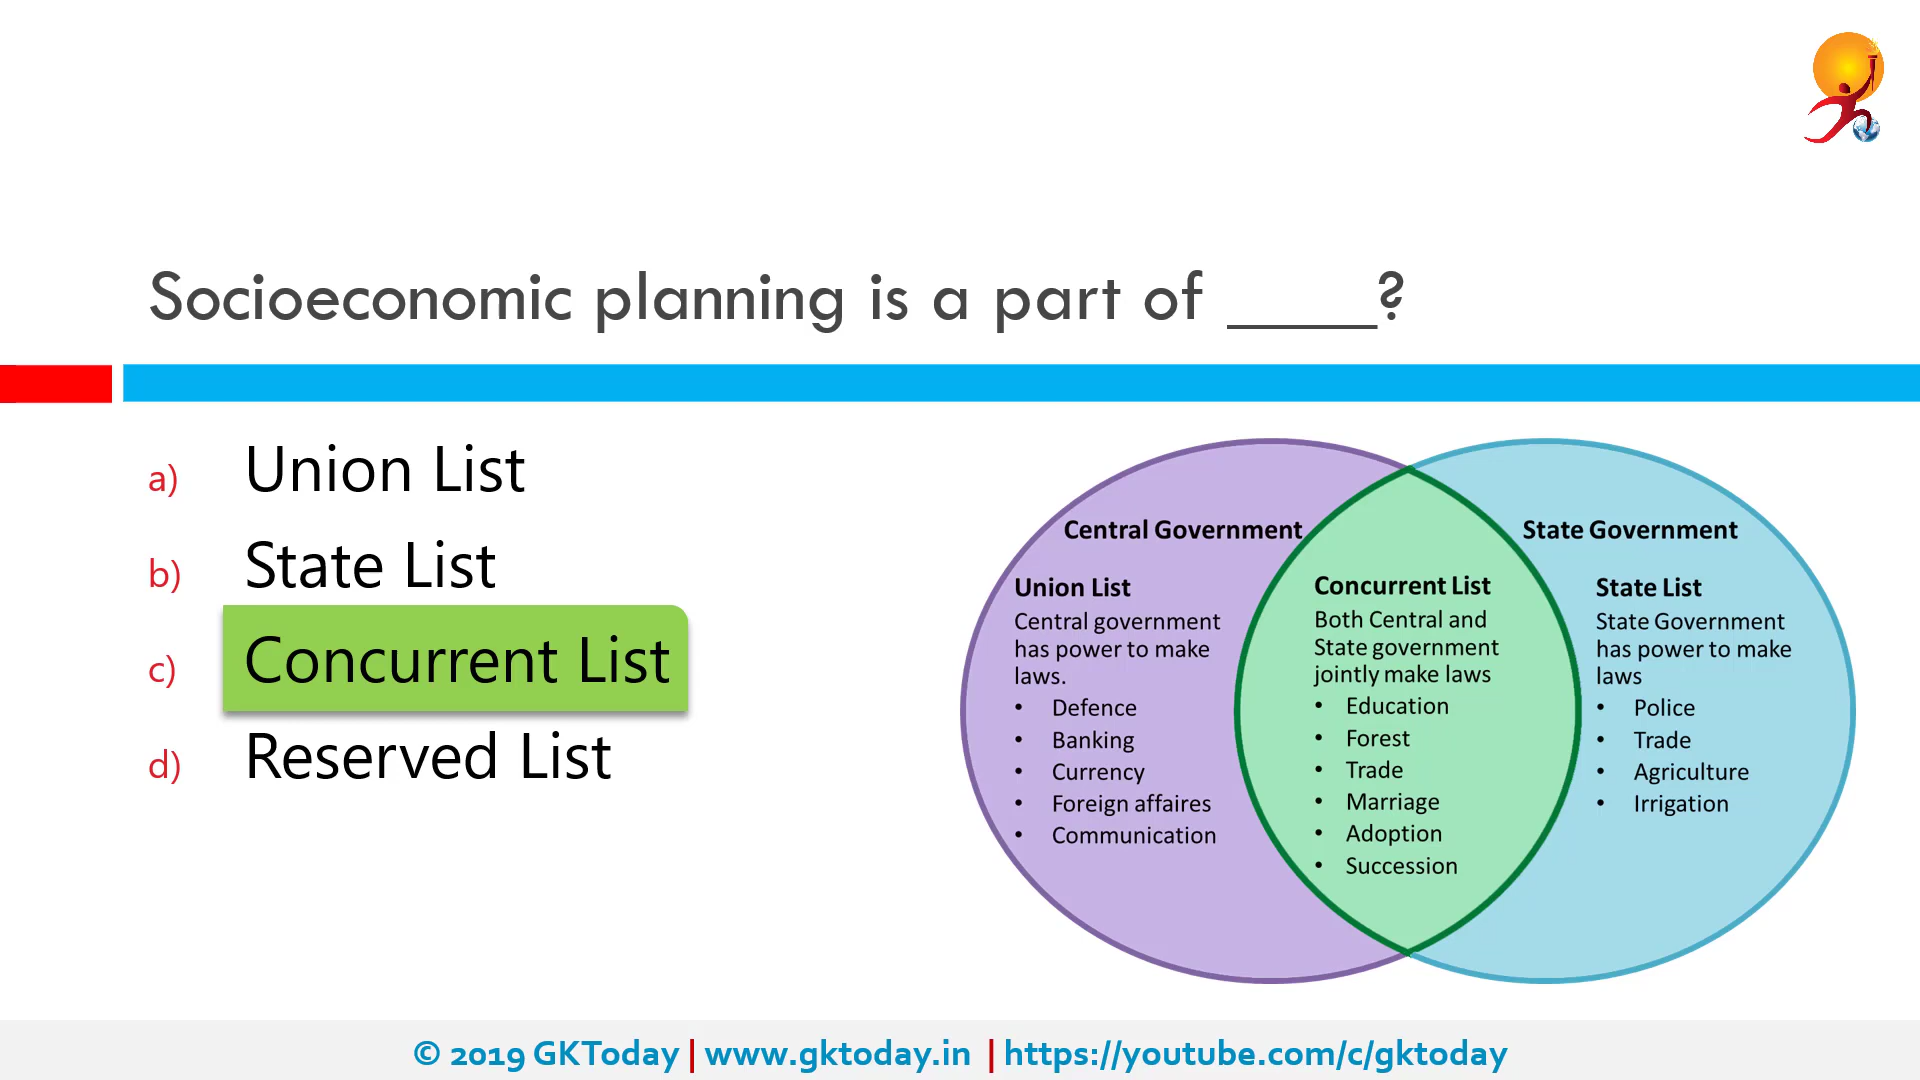 Socioeconomic planning is a part of ____?
a) Union List
b) State List
c) Concurrent List
d) Reserved List
Central Government
Union List
Central government
has power to make
laws.
• Defence
• Banking
• Currency
• Foreign affaires
• Communication
Concurrent List
Both Central and
State government
jointly make laws
• Education
• Forest
• Trade
• Marriage
• Adoption
• Succession
State Government
State List
State Government
has power to make
laws
• Police
• Trade
• Agriculture
• Irrigation
© 2019 GKToday | www.gktoday.in | https://youtube.com/c/gktoday